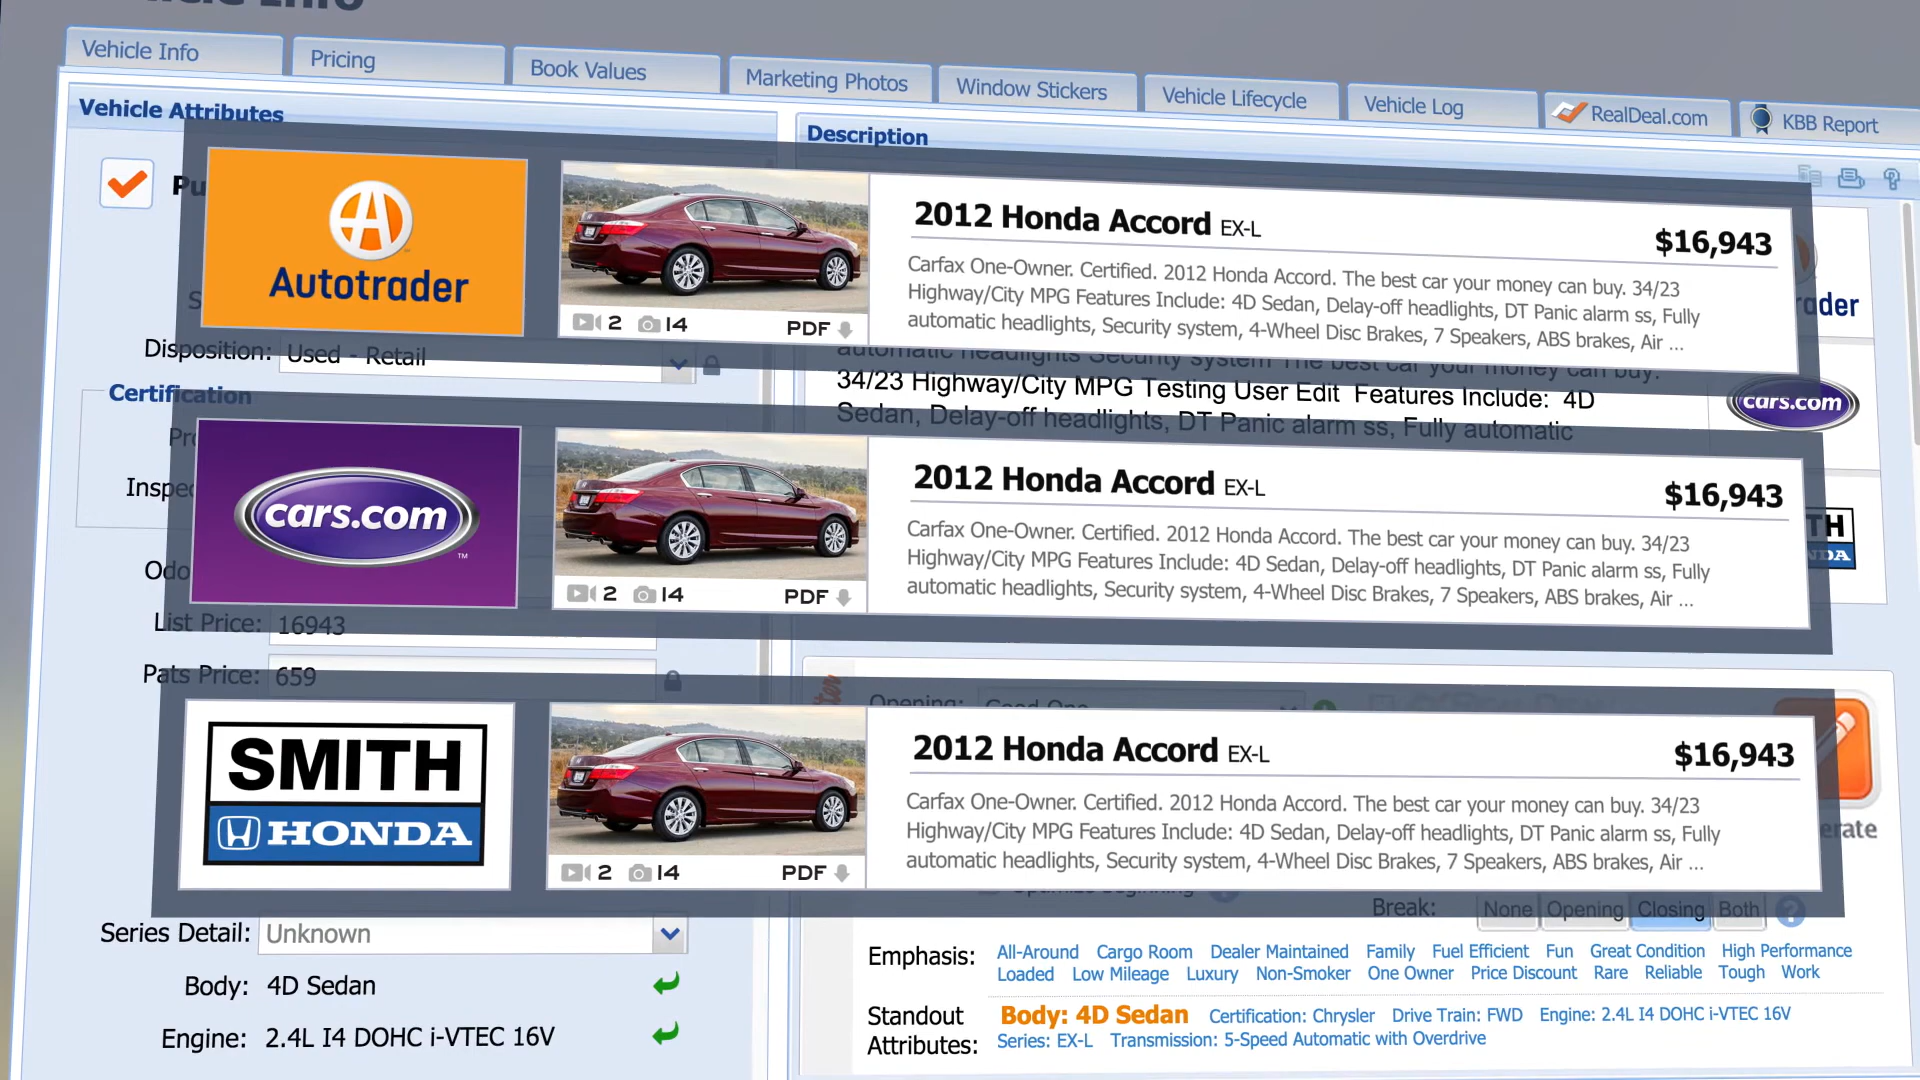 Vehicle Info
Pricing
Book Values
Marketing Photos
Window Stickers
Vehicle Lifecycle
Vehicle Log
RealDeal.com
KBB Report
Vehicle Attributes
Description
Autotrader
2 14 PDF
2012 Honda Accord EX-L
$16,943
Carfax One-Owner. Certified. 2012 Honda Accord. The best car your money can buy. 34/23
Highway/City MPG Features Include: 4D Sedan, Delay-off headlights, DT Panic alarm ss, Fully
automatic headlights, Security system, 4-Wheel Disc Brakes, 7 Speakers, ABS brakes, Air ...
Disposition: Used - Retail
automatic headlights Security system The best car your money can buy.
34/23 Highway/City MPG Testing User Edit Features Include: 4D
Sedan, Delay-off headlights, DT Panic alarm ss, Fully automatic
cars.com
Certification
cars.com™
2 14 PDF
2012 Honda Accord EX-L
$16,943
Carfax One-Owner. Certified. 2012 Honda Accord. The best car your money can buy. 34/23
Highway/City MPG Features Include: 4D Sedan, Delay-off headlights, DT Panic alarm ss, Fully
automatic headlights, Security system, 4-Wheel Disc Brakes, 7 Speakers, ABS brakes, Air ...
List Price: 16943
Pats Price: 659
Opening: Good One
SMITH
HONDA
2 14 PDF
2012 Honda Accord EX-L
$16,943
Carfax One-Owner. Certified. 2012 Honda Accord. The best car your money can buy. 34/23
Highway/City MPG Features Include: 4D Sedan, Delay-off headlights, DT Panic alarm ss, Fully
automatic headlights, Security system, 4-Wheel Disc Brakes, 7 Speakers, ABS brakes, Air ...
Break: None Opening Closing Both
Series Detail: Unknown
Body: 4D Sedan
Engine: 2.4L I4 DOHC i-VTEC 16V
Emphasis: All-Around Cargo Room Dealer Maintained Family Fuel Efficient Fun Great Condition High Performance
Loaded Low Mileage Luxury Non-Smoker One Owner Price Discount Rare Reliable Tough Work
Standout Attributes: Body: 4D Sedan Certification: Chrysler Drive Train: FWD Engine: 2.4L I4 DOHC i-VTEC 16V
Series: EX-L Transmission: 5-Speed Automatic with Overdrive